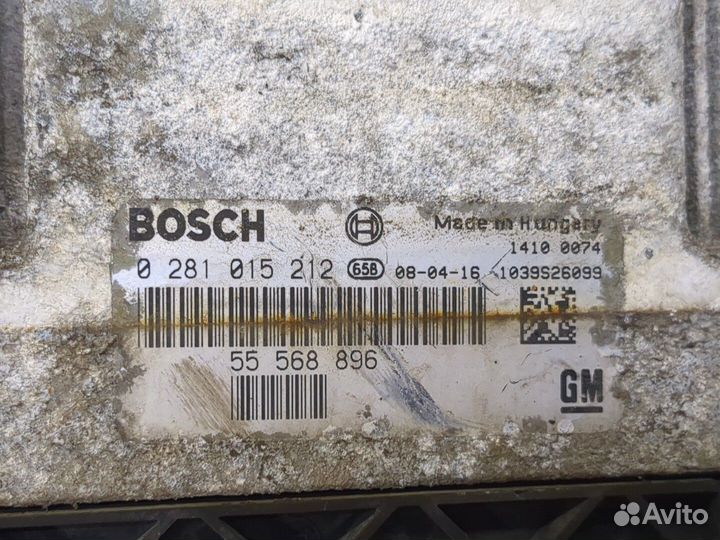 BOSCH Made in Hungary
1410 0074
0 281 015 212 65B 08-04-16 1039S26099
55 568 896
GM
Avito